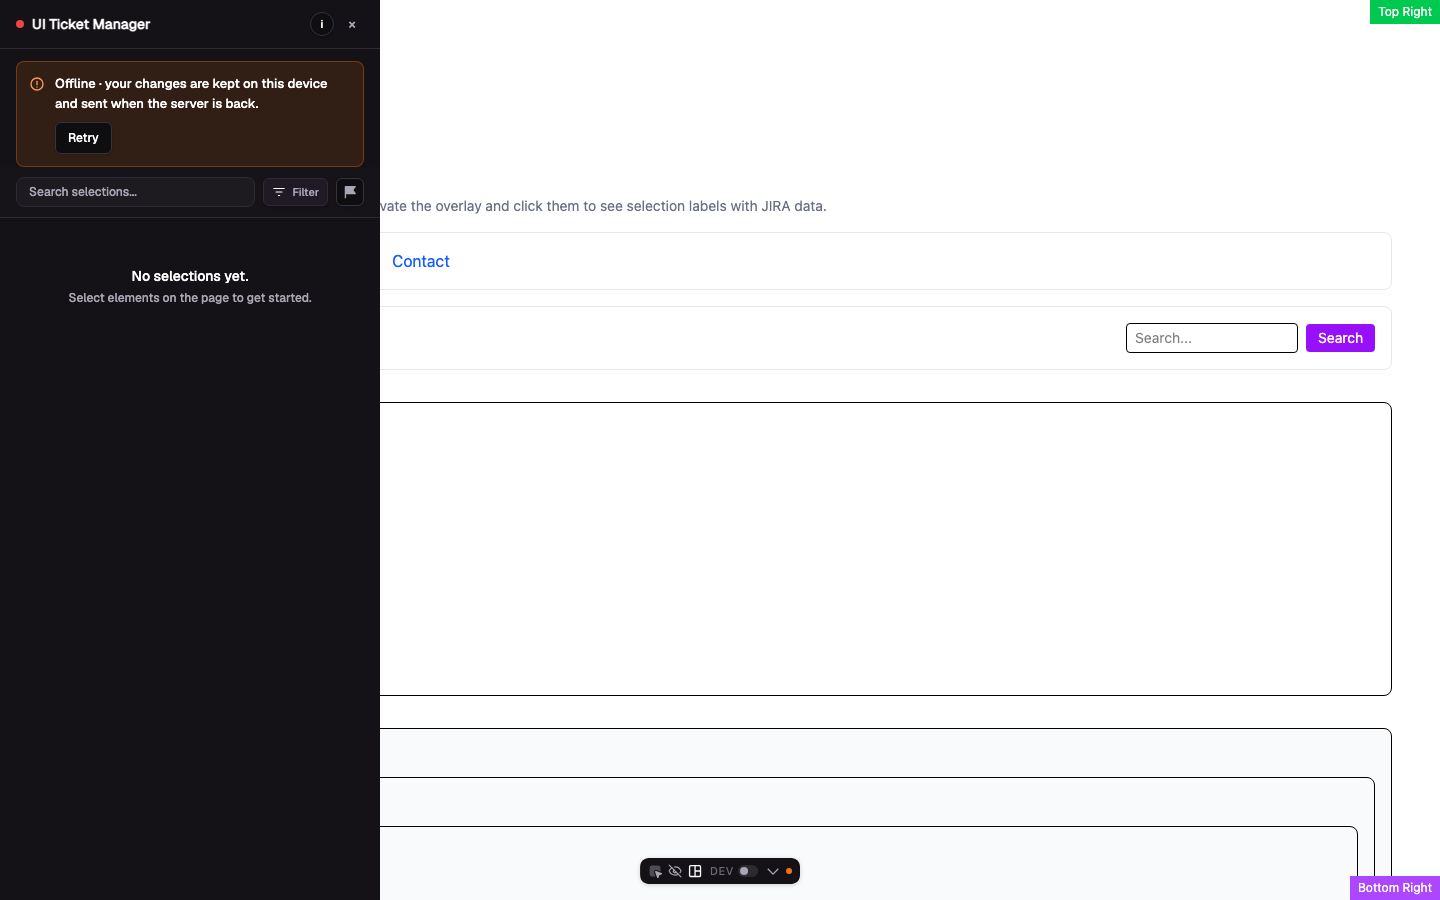 UI Ticket Manager
i
×
Offline · your changes are kept on this device
and sent when the server is back.
Retry
Search selections...
Filter
No selections yet.
Select elements on the page to get started.
Top Right
vate the overlay and click them to see selection labels with JIRA data.
Contact
Search...
Search
DEV
Bottom Right